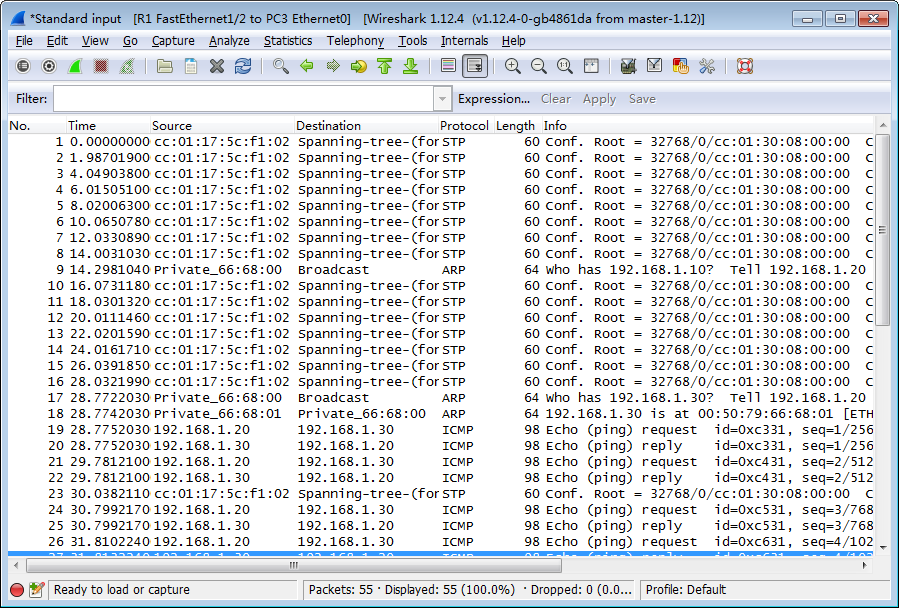 *Standard input   [R1 FastEthernet1/2 to PC3 Ethernet0]   [Wireshark 1.12.4  (v1.12.4-0-gb4861da from master-1.12)]
File Edit View Go Capture Analyze Statistics Telephony Tools Internals Help
Filter: Expression... Clear Apply Save
No. Time Source Destination Protocol Length Info
1 0.00000000 cc:01:17:5c:f1:02 Spanning-tree-(for STP 60 Conf. Root = 32768/0/cc:01:30:08:00:00 C
2 1.98701900 cc:01:17:5c:f1:02 Spanning-tree-(for STP 60 Conf. Root = 32768/0/cc:01:30:08:00:00 C
3 4.04903800 cc:01:17:5c:f1:02 Spanning-tree-(for STP 60 Conf. Root = 32768/0/cc:01:30:08:00:00 C
4 6.01505100 cc:01:17:5c:f1:02 Spanning-tree-(for STP 60 Conf. Root = 32768/0/cc:01:30:08:00:00 C
5 8.02006300 cc:01:17:5c:f1:02 Spanning-tree-(for STP 60 Conf. Root = 32768/0/cc:01:30:08:00:00 C
6 10.0650780 cc:01:17:5c:f1:02 Spanning-tree-(for STP 60 Conf. Root = 32768/0/cc:01:30:08:00:00 C
7 12.0330890 cc:01:17:5c:f1:02 Spanning-tree-(for STP 60 Conf. Root = 32768/0/cc:01:30:08:00:00 C
8 14.0031030 cc:01:17:5c:f1:02 Spanning-tree-(for STP 60 Conf. Root = 32768/0/cc:01:30:08:00:00 C
9 14.2981040 Private_66:68:00 Broadcast ARP 64 Who has 192.168.1.10?  Tell 192.168.1.20
10 16.0731180 cc:01:17:5c:f1:02 Spanning-tree-(for STP 60 Conf. Root = 32768/0/cc:01:30:08:00:00 C
11 18.0301320 cc:01:17:5c:f1:02 Spanning-tree-(for STP 60 Conf. Root = 32768/0/cc:01:30:08:00:00 C
12 20.0111460 cc:01:17:5c:f1:02 Spanning-tree-(for STP 60 Conf. Root = 32768/0/cc:01:30:08:00:00 C
13 22.0201590 cc:01:17:5c:f1:02 Spanning-tree-(for STP 60 Conf. Root = 32768/0/cc:01:30:08:00:00 C
14 24.0161710 cc:01:17:5c:f1:02 Spanning-tree-(for STP 60 Conf. Root = 32768/0/cc:01:30:08:00:00 C
15 26.0391850 cc:01:17:5c:f1:02 Spanning-tree-(for STP 60 Conf. Root = 32768/0/cc:01:30:08:00:00 C
16 28.0321990 cc:01:17:5c:f1:02 Spanning-tree-(for STP 60 Conf. Root = 32768/0/cc:01:30:08:00:00 C
17 28.7722030 Private_66:68:00 Broadcast ARP 64 Who has 192.168.1.30?  Tell 192.168.1.20
18 28.7742030 Private_66:68:01 Private_66:68:00 ARP 64 192.168.1.30 is at 00:50:79:66:68:01 [ETH
19 28.7752030 192.168.1.20 192.168.1.30 ICMP 98 Echo (ping) request  id=0xc331, seq=1/256
20 28.7752030 192.168.1.30 192.168.1.20 ICMP 98 Echo (ping) reply    id=0xc331, seq=1/256
21 29.7812100 192.168.1.20 192.168.1.30 ICMP 98 Echo (ping) request  id=0xc431, seq=2/512
22 29.7812100 192.168.1.30 192.168.1.20 ICMP 98 Echo (ping) reply    id=0xc431, seq=2/512
23 30.0382110 cc:01:17:5c:f1:02 Spanning-tree-(for STP 60 Conf. Root = 32768/0/cc:01:30:08:00:00 C
24 30.7992170 192.168.1.20 192.168.1.30 ICMP 98 Echo (ping) request  id=0xc531, seq=3/768
25 30.7992170 192.168.1.30 192.168.1.20 ICMP 98 Echo (ping) reply    id=0xc531, seq=3/768
26 31.8102240 192.168.1.20 192.168.1.30 ICMP 98 Echo (ping) request  id=0xc631, seq=4/102
Ready to load or capture Packets: 55 · Displayed: 55 (100.0%) · Dropped: 0 (0.0... Profile: Default